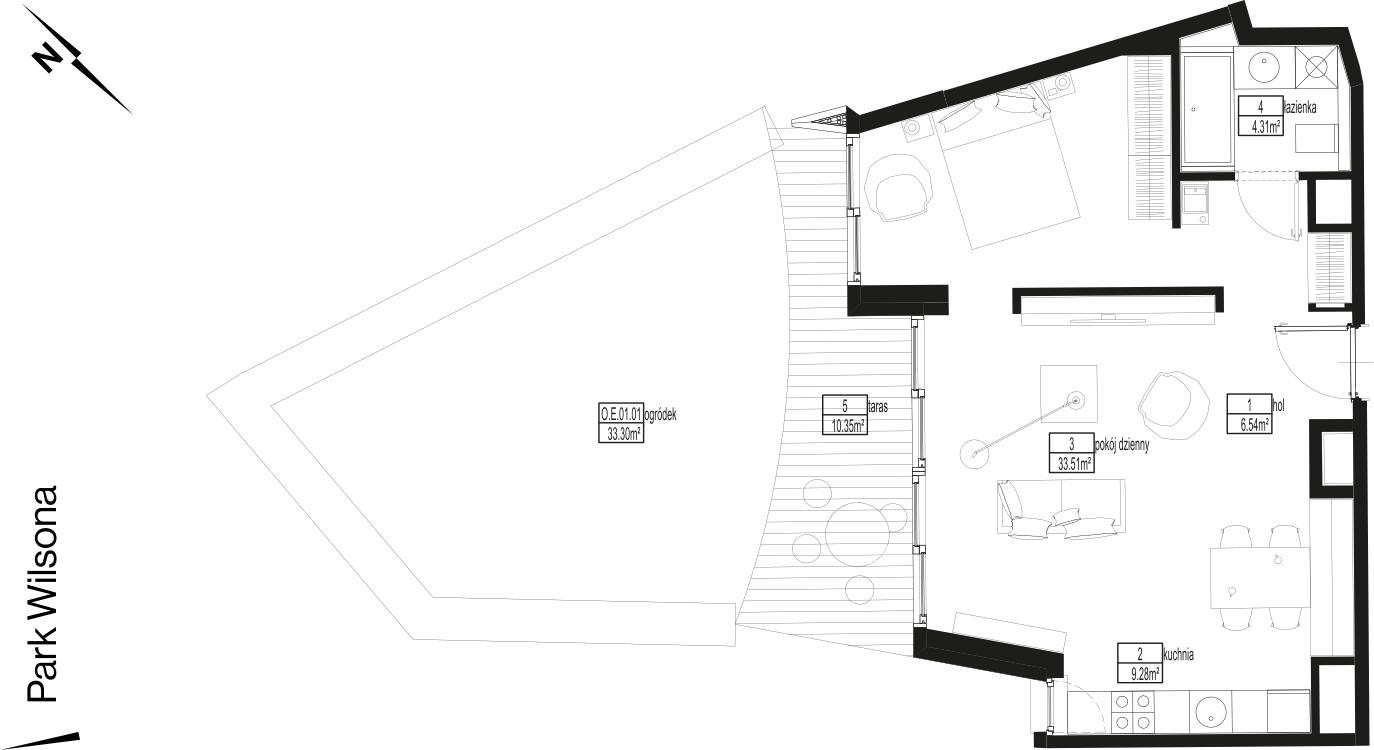 N
4 łazienka
4.31m²
O.E.01.01 ogródek
33.30m²
5 taras
10.35m²
1 hol
6.54m²
3 pokój dzienny
33.51m²
2 kuchnia
9.28m²
Park Wilsona